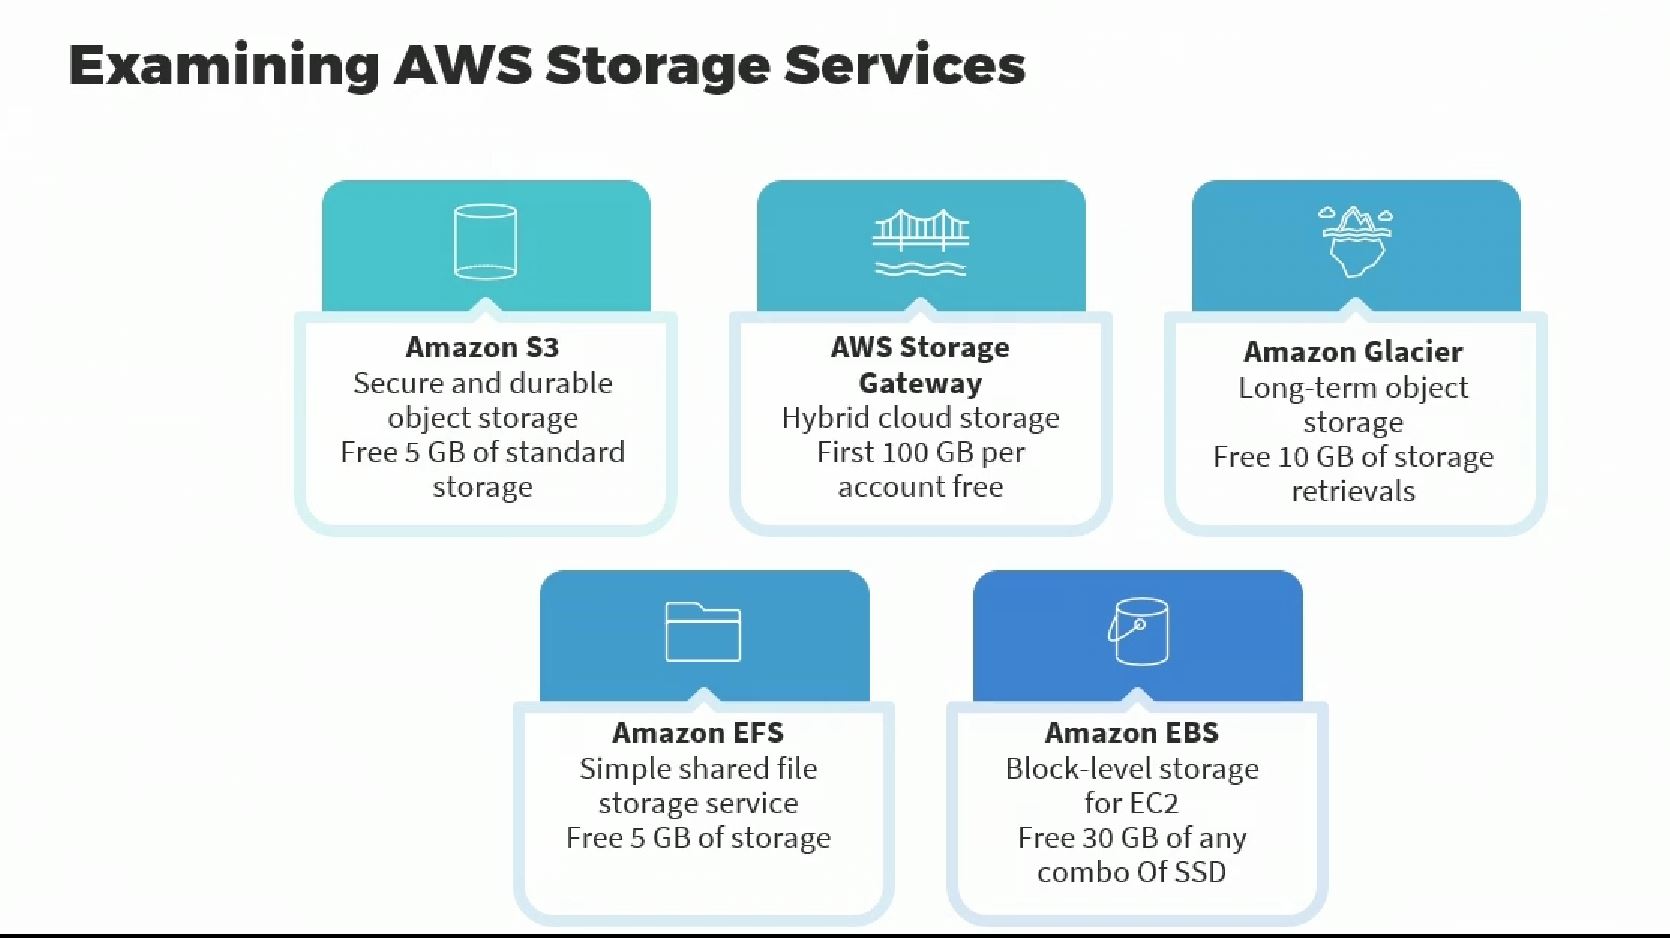 Examining AWS Storage Services
Amazon S3
Secure and durable
object storage
Free 5 GB of standard
storage
AWS Storage
Gateway
Hybrid cloud storage
First 100 GB per
account free
Amazon Glacier
Long-term object
storage
Free 10 GB of storage
retrievals
Amazon EFS
Simple shared file
storage service
Free 5 GB of storage
Amazon EBS
Block-level storage
for EC2
Free 30 GB of any
combo Of SSD